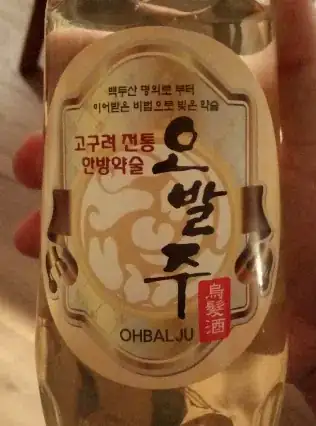 백두산 명의로 부터
이어받은 비법으로 빚은 약술
고구려 전통
안방약술
오발주
烏髮酒
OHBALJU